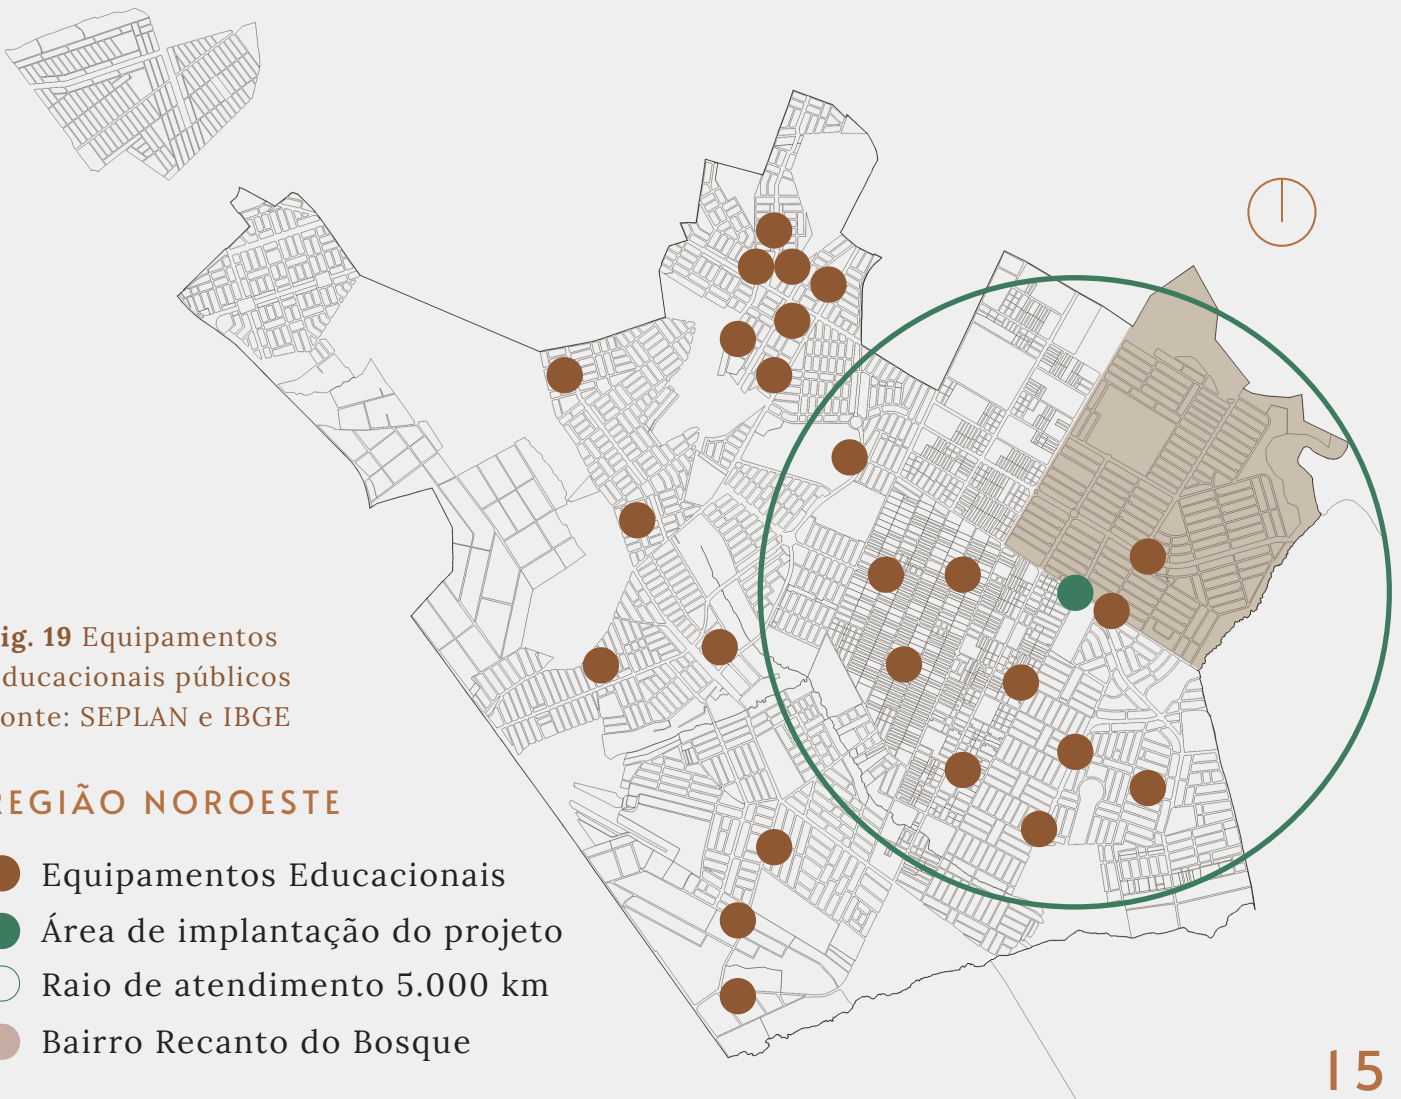 ig. 19 Equipamentos
ducacionais públicos
onte: SEPLAN e IBGE
REGIÃO NOROESTE
Equipamentos Educacionais
Área de implantação do projeto
Raio de atendimento 5.000 km
Bairro Recanto do Bosque
15